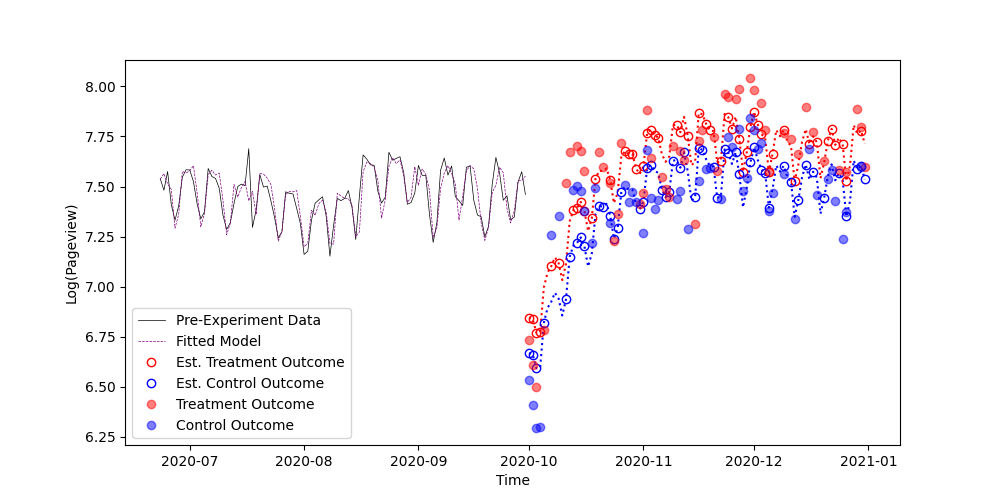 8.00
7.75
7.50
7.25
7.00
6.75
6.50
6.25
Log(Pageview)
Pre-Experiment Data
Fitted Model
Est. Treatment Outcome
Est. Control Outcome
Treatment Outcome
Control Outcome
2020-07 2020-08 2020-09 2020-10 2020-11 2020-12 2021-01
Time